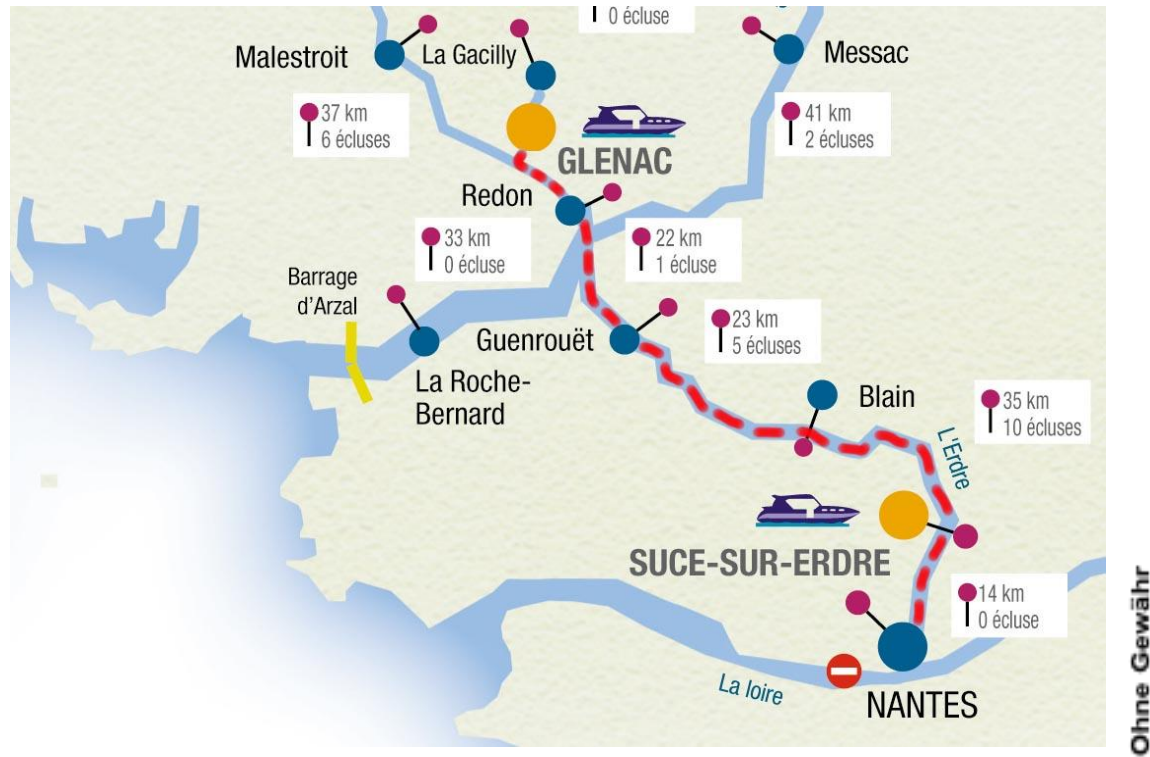 0 écluse
Malestroit
La Gacilly
Messac
37 km
6 écluses
41 km
2 écluses
GLENAC
Redon
33 km
0 écluse
22 km
1 écluse
Barrage
d'Arzal
23 km
5 écluses
Guenrouët
La Roche-
Bernard
Blain
35 km
10 écluses
L'Erdre
SUCE-SUR-ERDRE
14 km
0 écluse
La loire
NANTES
Ohne Gewähr